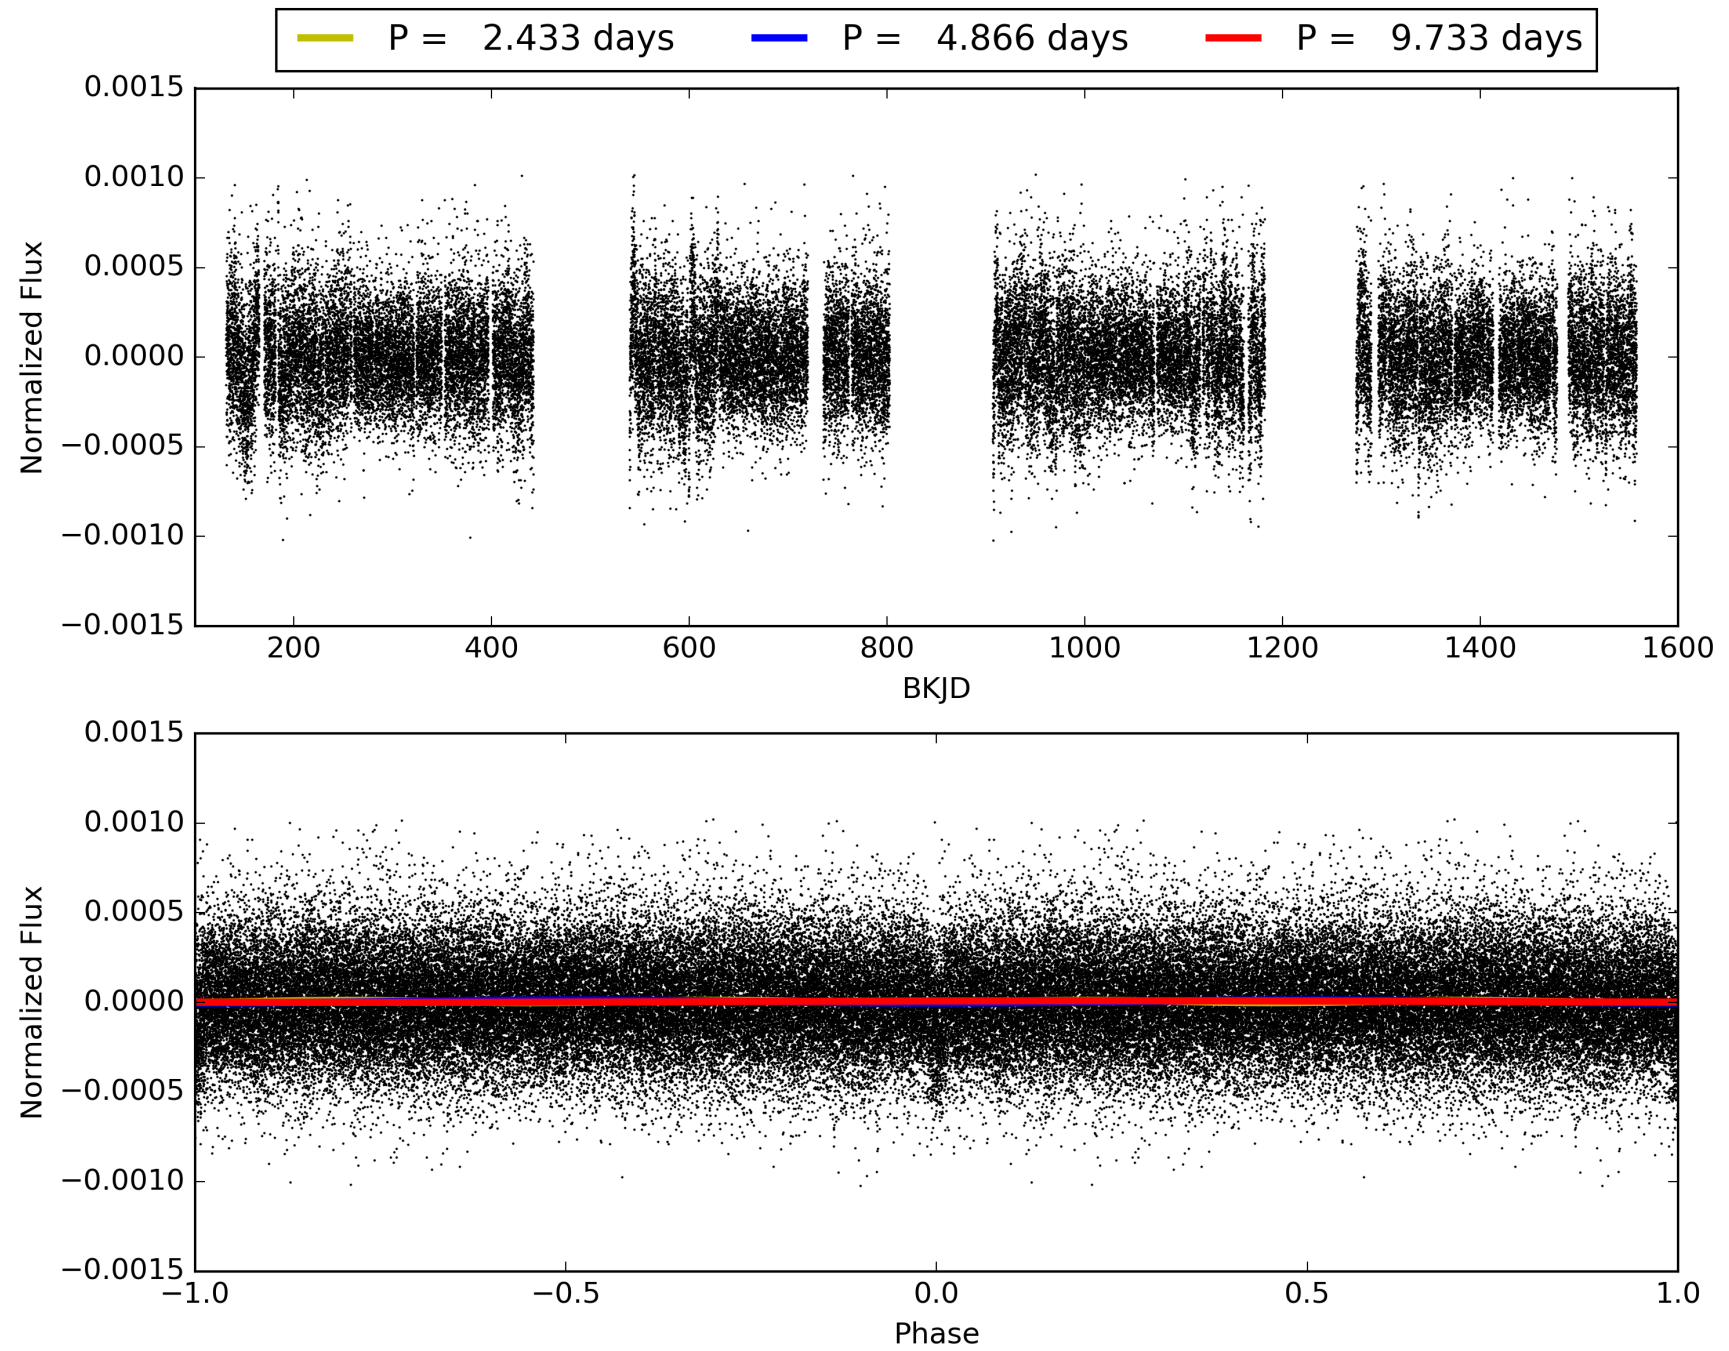 P = 2.433 days P = 4.866 days P = 9.733 days
0.0015
0.0010
0.0005
0.0000
−0.0005
−0.0010
−0.0015
Normalized Flux
200 400 600 800 1000 1200 1400 1600
BKJD
0.0015
0.0010
0.0005
0.0000
−0.0005
−0.0010
−0.0015
Normalized Flux
−1.0 −0.5 0.0 0.5 1.0
Phase